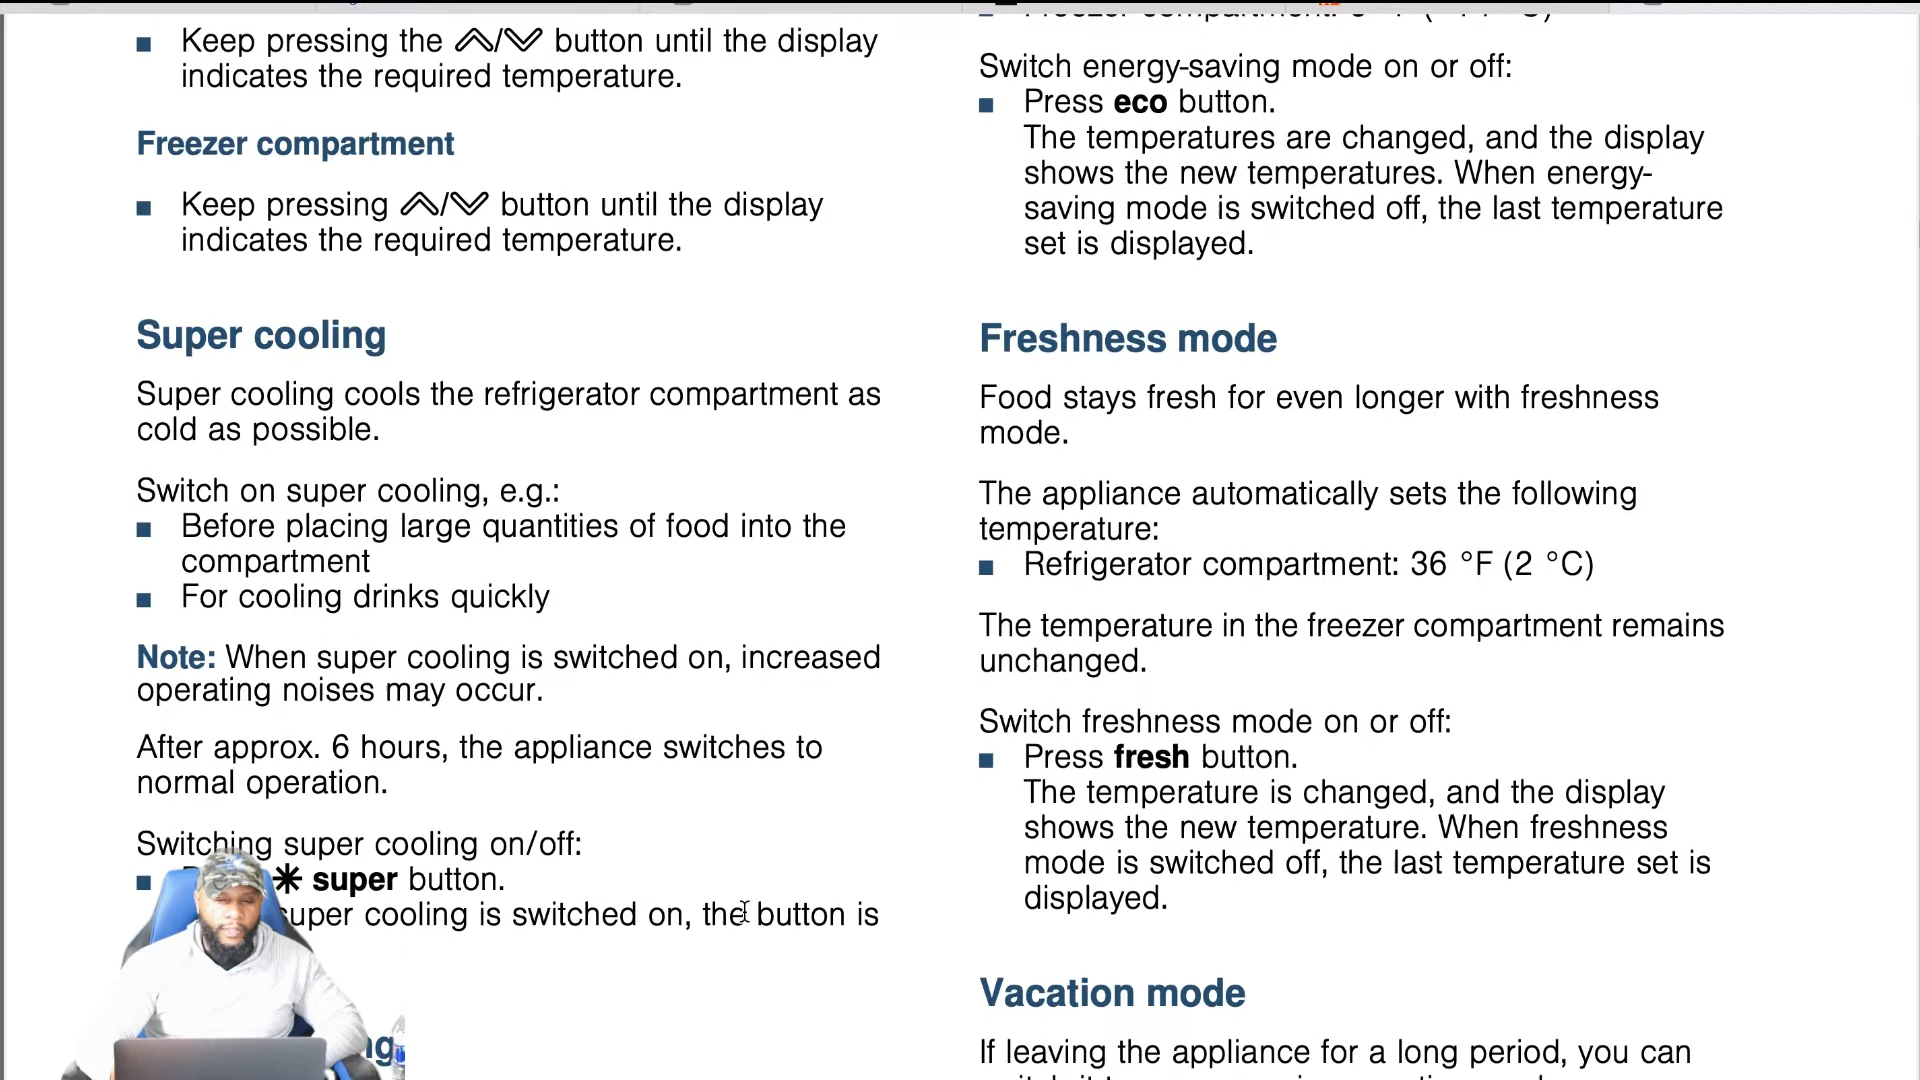 Keep pressing the button until the display
indicates the required temperature.
Freezer compartment
Keep pressing button until the display
indicates the required temperature.
Super cooling
Super cooling cools the refrigerator compartment as
cold as possible.
Switch on super cooling, e.g.:
Before placing large quantities of food into the
compartment
For cooling drinks quickly
Note: When super cooling is switched on, increased
operating noises may occur.
After approx. 6 hours, the appliance switches to
normal operation.
Switching super cooling on/off:
super button.
super cooling is switched on, the button is
Switch energy-saving mode on or off:
Press eco button.
The temperatures are changed, and the display
shows the new temperatures. When energy-
saving mode is switched off, the last temperature
set is displayed.
Freshness mode
Food stays fresh for even longer with freshness
mode.
The appliance automatically sets the following
temperature:
Refrigerator compartment: 36 °F (2 °C)
The temperature in the freezer compartment remains
unchanged.
Switch freshness mode on or off:
Press fresh button.
The temperature is changed, and the display
shows the new temperature. When freshness
mode is switched off, the last temperature set is
displayed.
Vacation mode
If leaving the appliance for a long period, you can